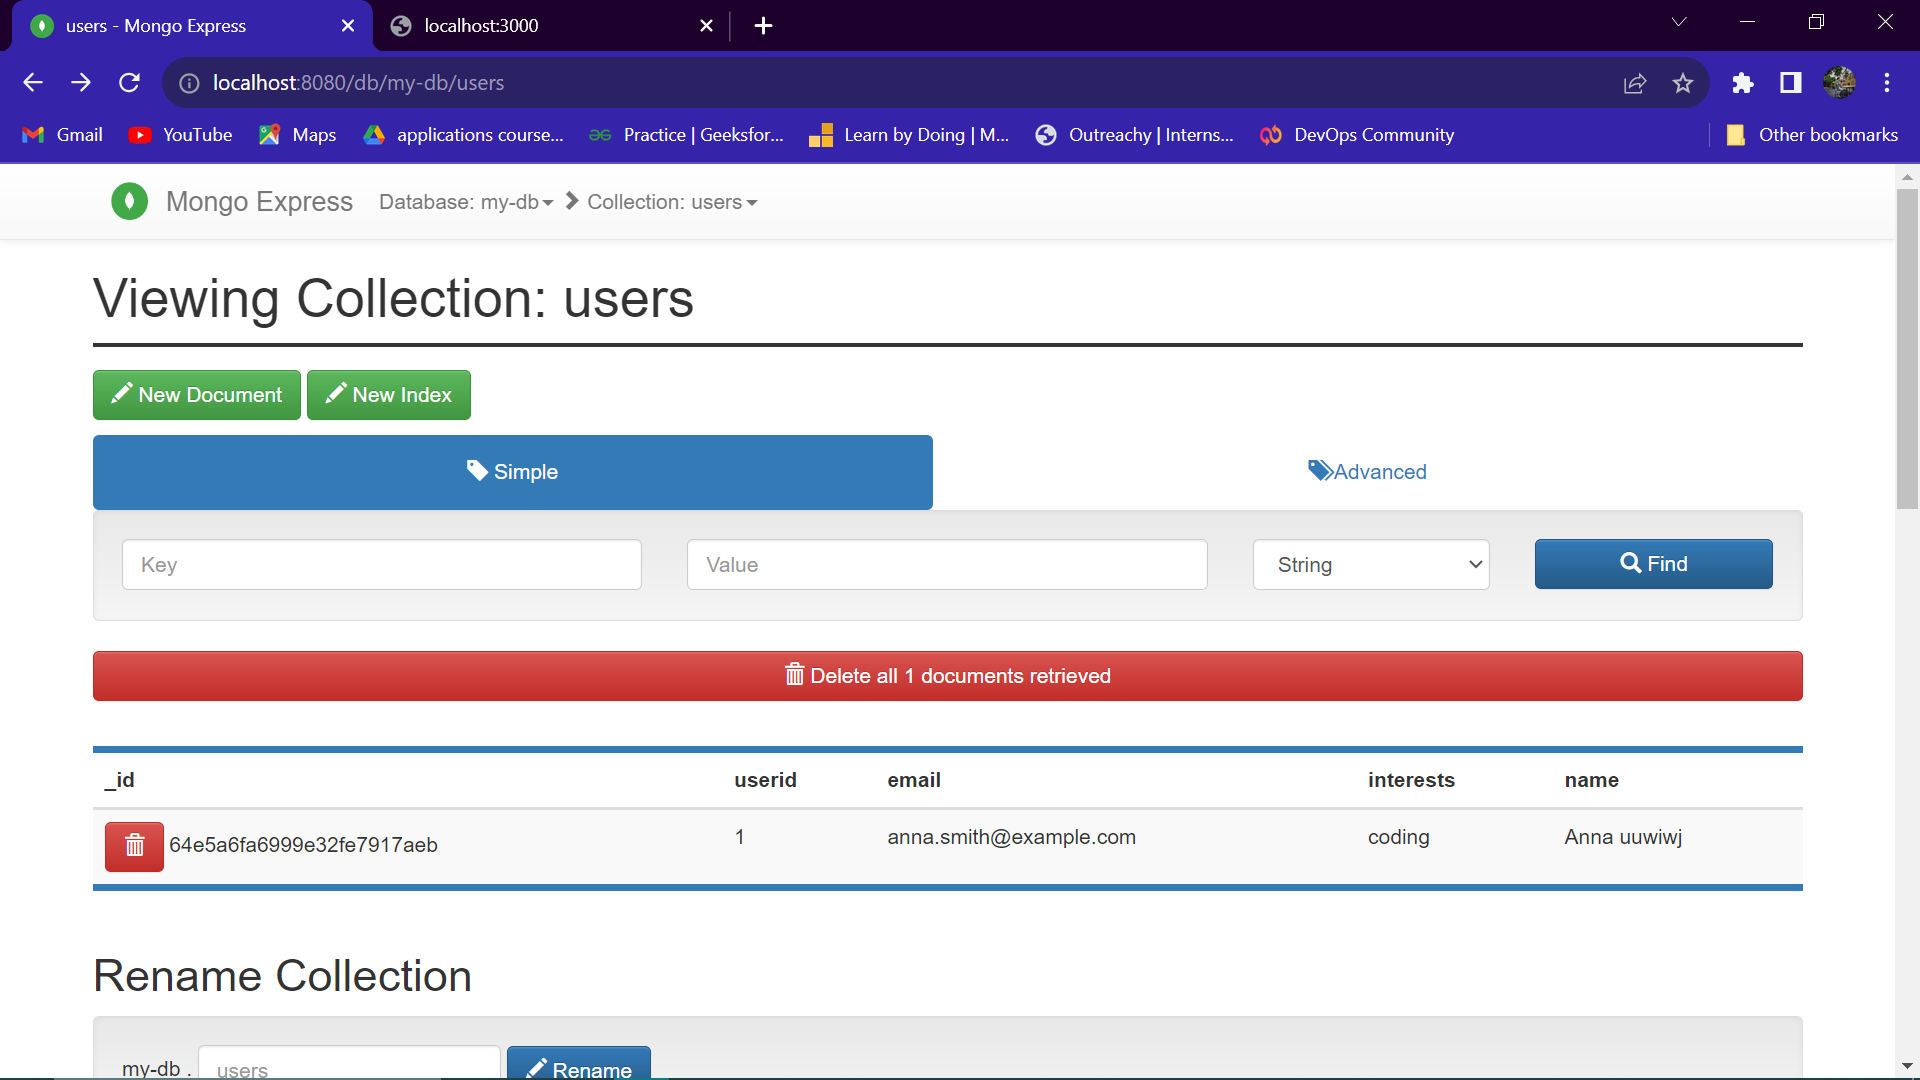 users - Mongo Express
localhost:3000
localhost:8080/db/my-db/users
Gmail YouTube Maps applications course... Practice | Geeksfor... Learn by Doing | M... Outreachy | Interns... DevOps Community Other bookmarks
Mongo Express Database: my-db Collection: users
Viewing Collection: users
New Document New Index
Simple Advanced
Key Value String Find
Delete all 1 documents retrieved
_id userid email interests name
64e5a6fa6999e32fe7917aeb 1 anna.smith@example.com coding Anna uuwiwj
Rename Collection
my-db . users Rename